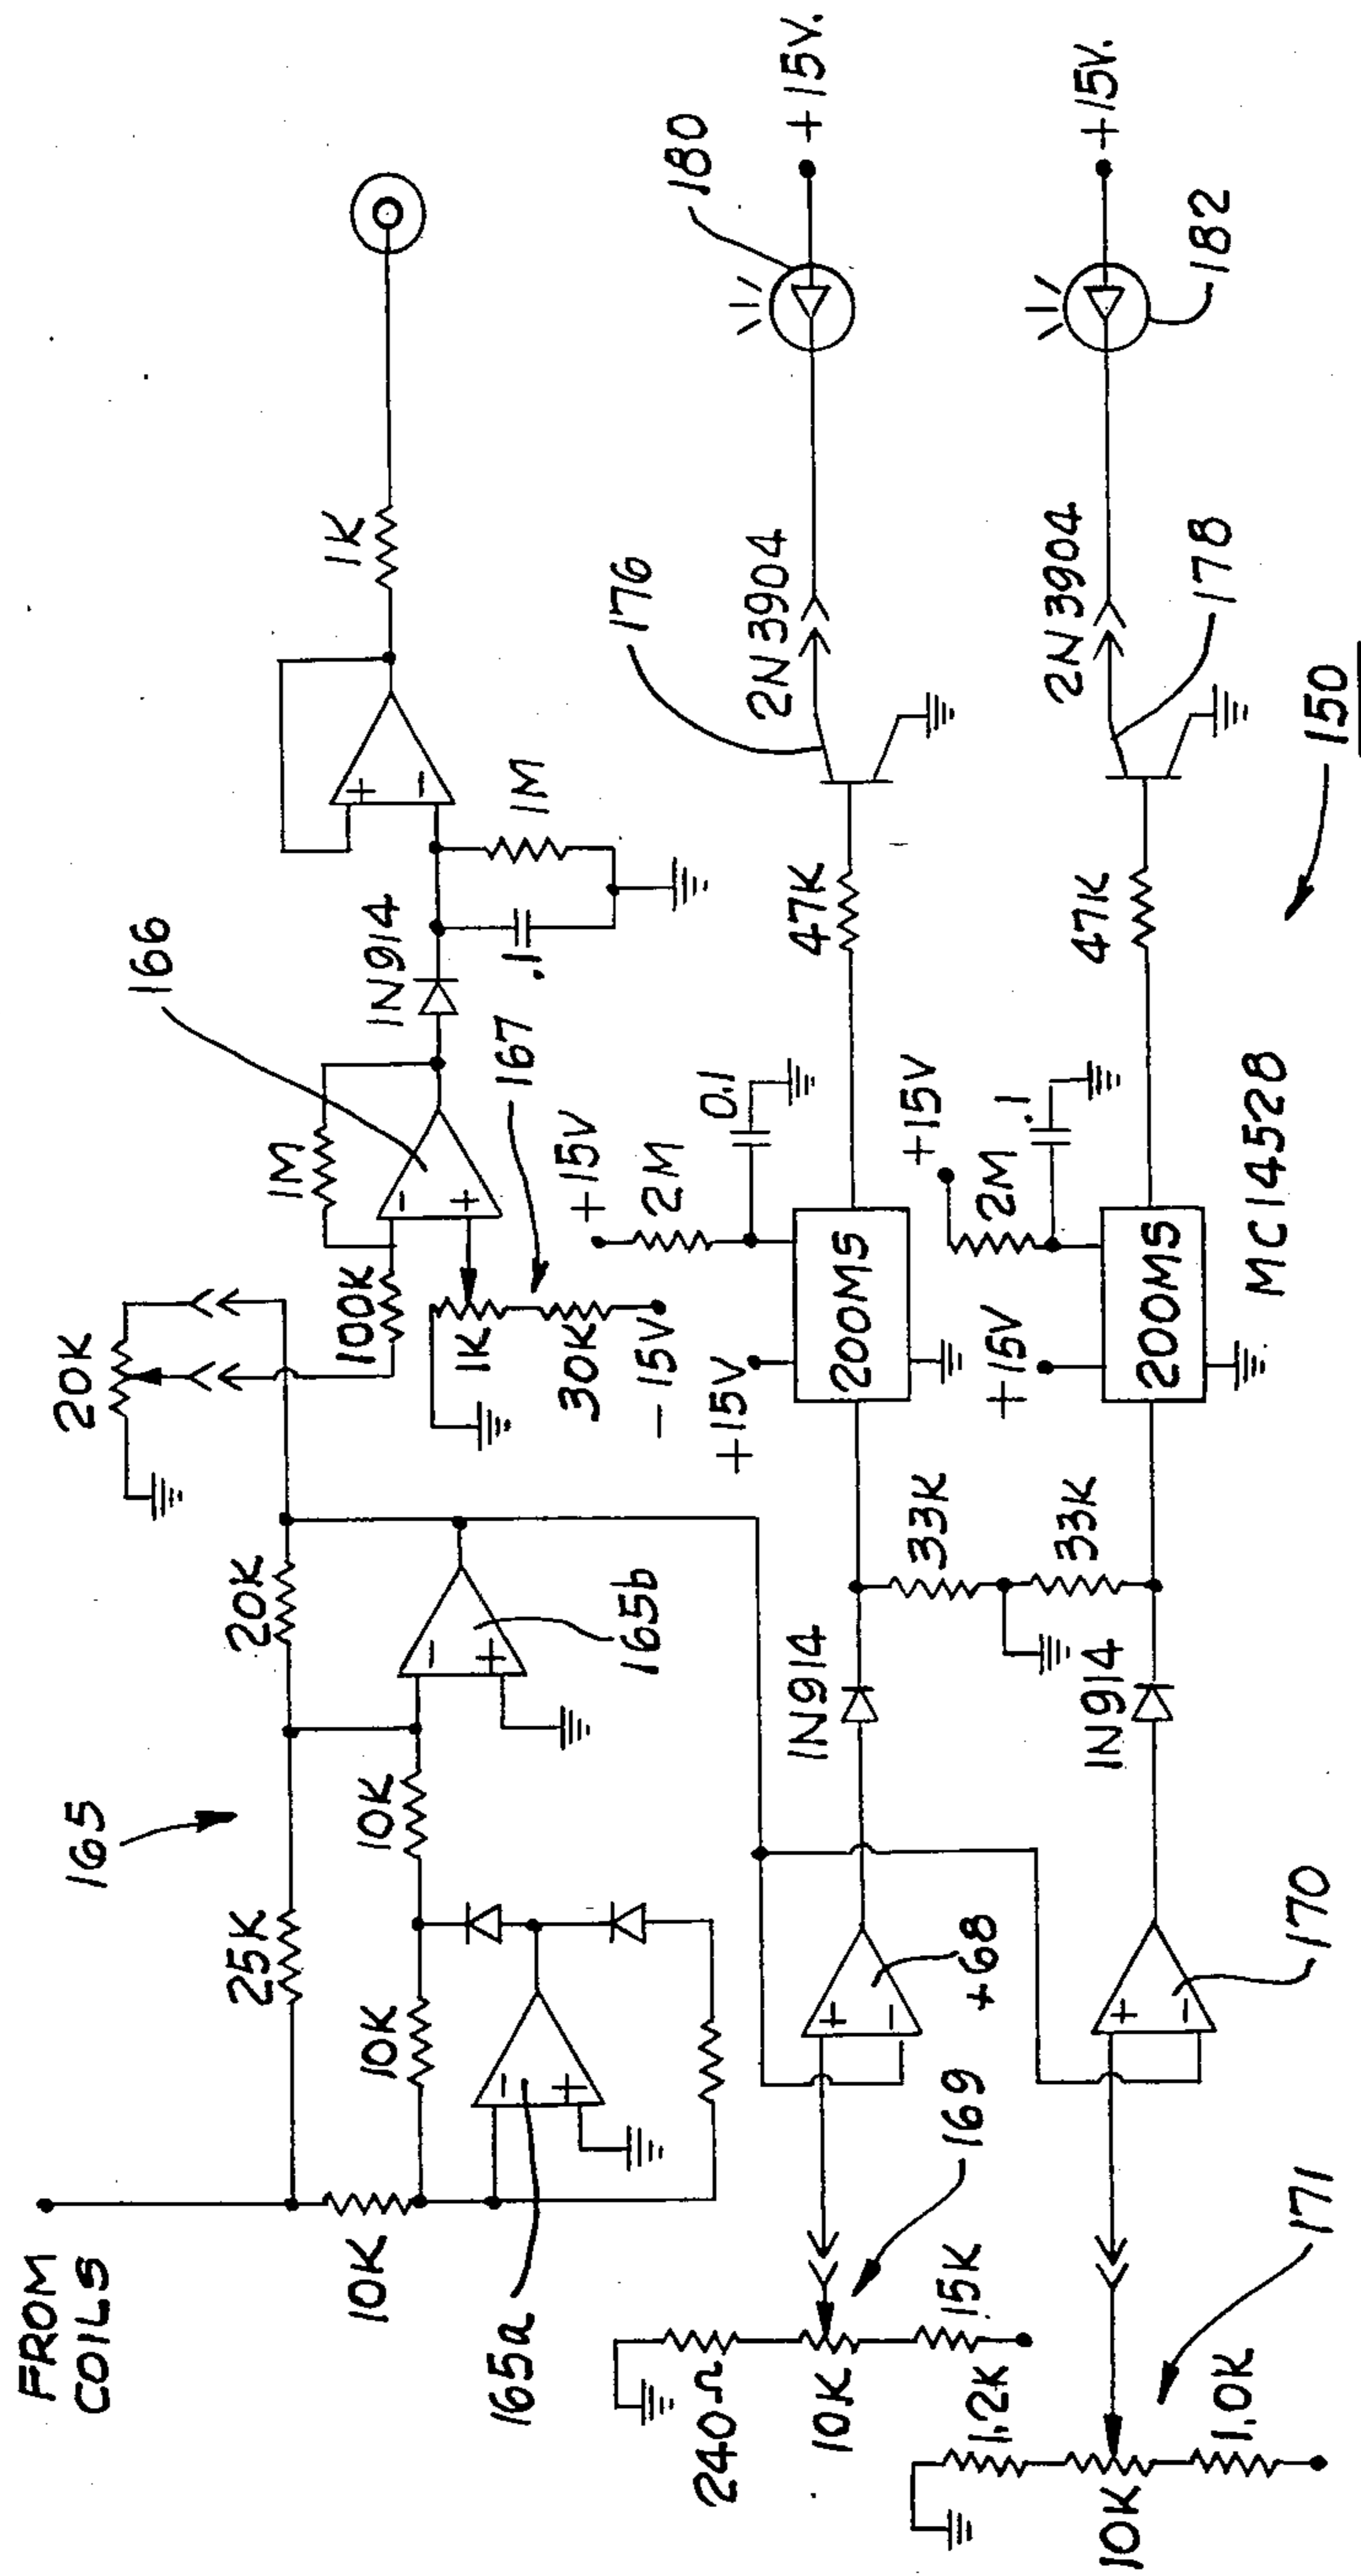 FROM
COILS
165
25K
20K
20K
10K
10K
10K
165a
165b
100K
1M
166
1K
30K
-15V
167
1N914
.1
1M
1K
240Ω
10K
15K
169
+68
1N914
33K
33K
+15V
200MS
+15V
2M
0.1
47K
176
2N3904
180
+15V.
1.2K
10K
1.0K
171
170
1N914
+15V
200MS
+15V
2M
.1
MC14528
47K
178
2N3904
182
+15V.
150